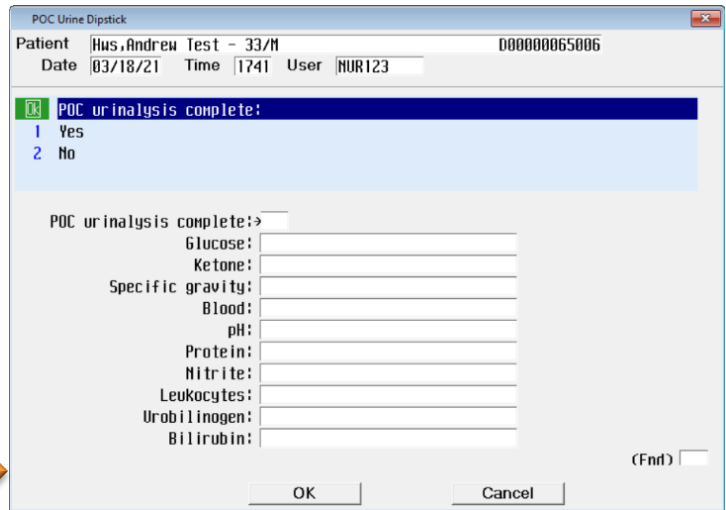 POC Urine Dipstick
Patient Hws,Andrew Test - 33/M D00000065006
Date 03/18/21 Time 1741 User NUR123
Ok POC urinalysis complete:
1 Yes
2 No
POC urinalysis complete:
Glucose:
Ketone:
Specific gravity:
Blood:
pH:
Protein:
Nitrite:
Leukocytes:
Urobilinogen:
Bilirubin:
(End)
OK Cancel